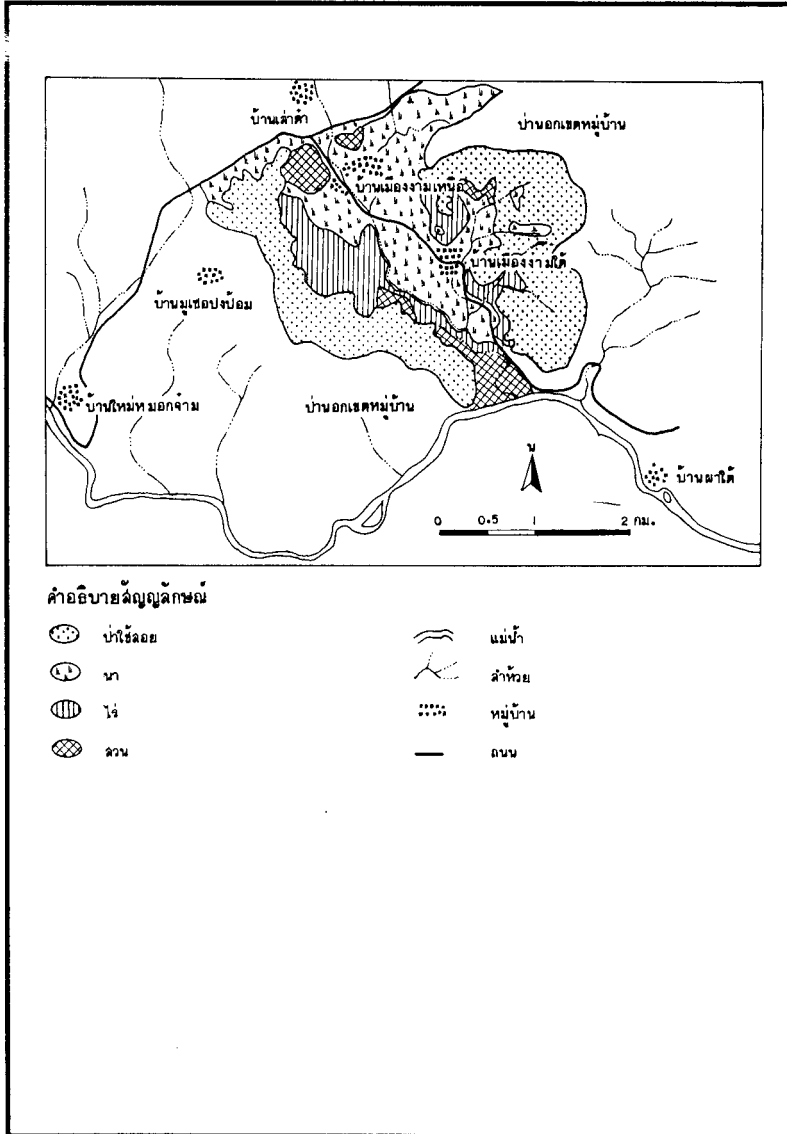 บ้านเล่าต๋า
ป่านอกเขตหมู่บ้าน
บ้านเมืองงามเหนือ
บ้านเมืองงามใต้
บ้านมูเซอปงป้อม
บ้านใหม่หมอกจ๋าม
ป่านอกเขตหมู่บ้าน
น
บ้านผาใต้
0 0.5 1 2 กม.
คำอธิบายสัญญลักษณ์
ป่าใช้สอย
แม่น้ำ
นา
ลำห้วย
ไร่
หมู่บ้าน
สวน
ถนน